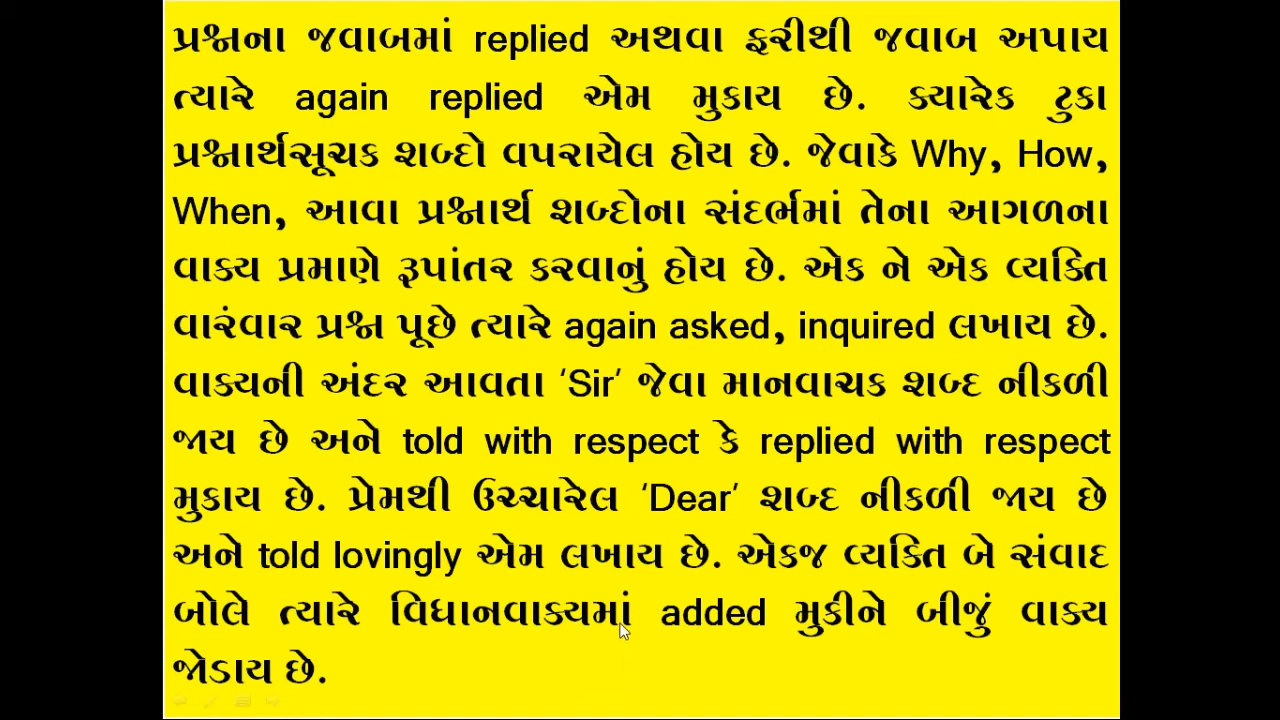 પ્રશ્નના જવાબમાં replied અથવા ફરીથી જવાબ અપાય
ત્યારે again replied એમ મુકાય છે. ક્યારેક ટુકા
પ્રશ્નાર્થસૂચક શબ્દો વપરાયેલ હોય છે. જેવાકે Why, How,
When, આવા પ્રશ્નાર્થ શબ્દોના સંદર્ભમાં તેના આગળના
વાક્ય પ્રમાણે રૂપાંતર કરવાનું હોય છે. એક ને એક વ્યક્તિ
વારંવાર પ્રશ્ન પૂછે ત્યારે again asked, inquired લખાય છે.
વાક્યની અંદર આવતા ‘Sir’ જેવા માનવાચક શબ્દ નીકળી
જાય છે અને told with respect કે replied with respect
મુકાય છે. પ્રેમથી ઉચ્ચારેલ ‘Dear’ શબ્દ નીકળી જાય છે
અને told lovingly એમ લખાય છે. એકજ વ્યક્તિ બે સંવાદ
બોલે ત્યારે વિધાનવાક્યમાં added મુકીને બીજું વાક્ય
જોડાય છે.